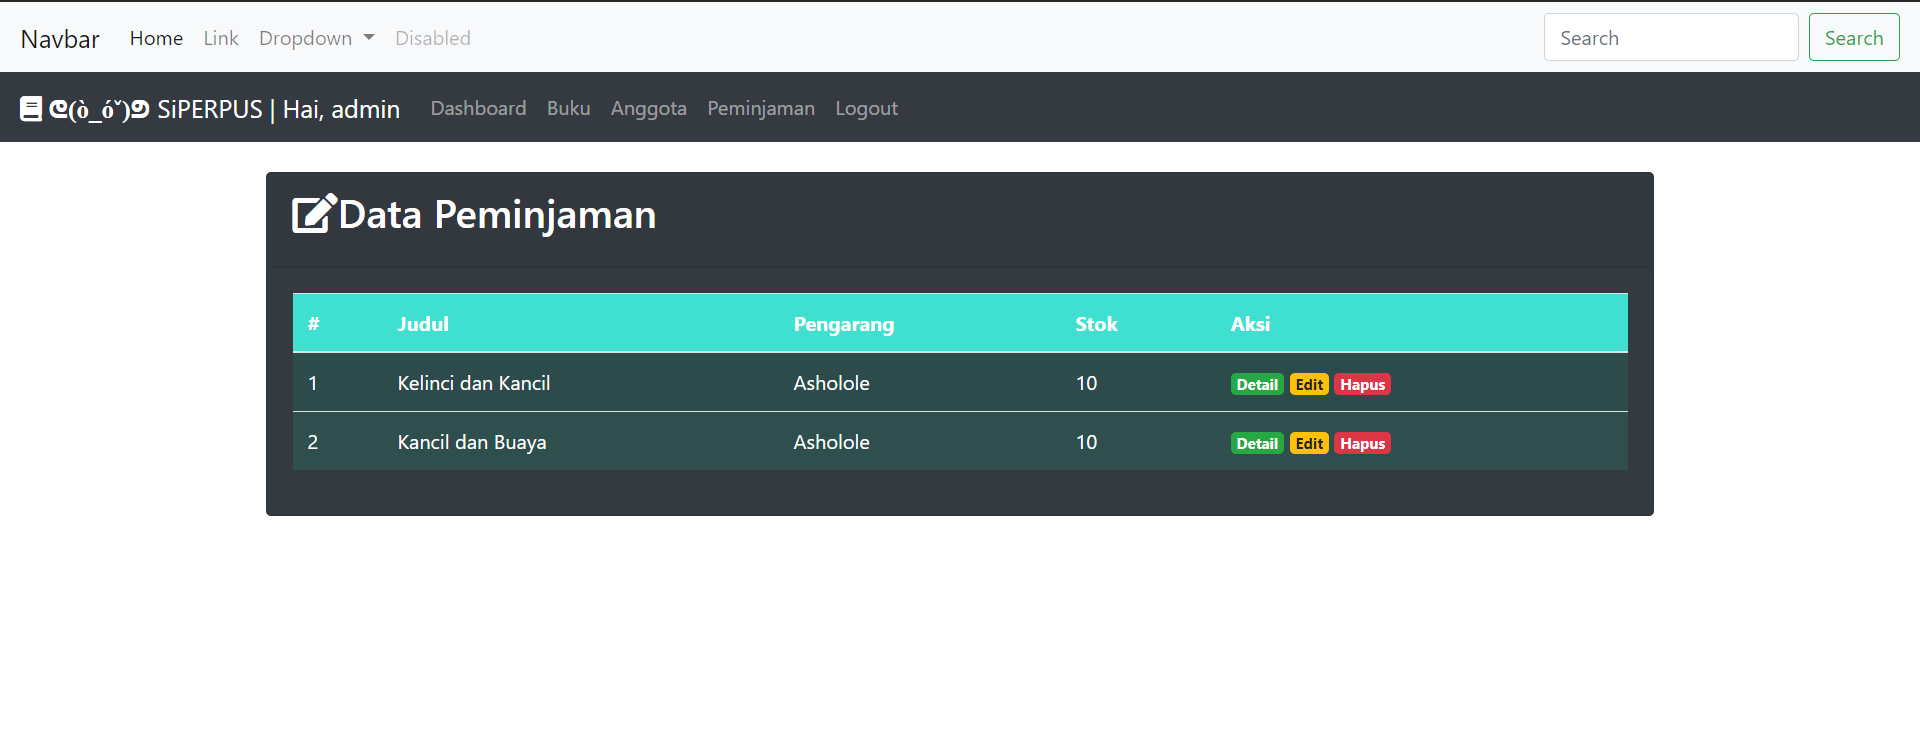 Navbar Home Link Dropdown Disabled Search Search
ᕦ(ò_óˇ)ᕤ SiPERPUS | Hai, admin Dashboard Buku Anggota Peminjaman Logout
Data Peminjaman
# Judul Pengarang Stok Aksi
1 Kelinci dan Kancil Asholole 10 Detail Edit Hapus
2 Kancil dan Buaya Asholole 10 Detail Edit Hapus